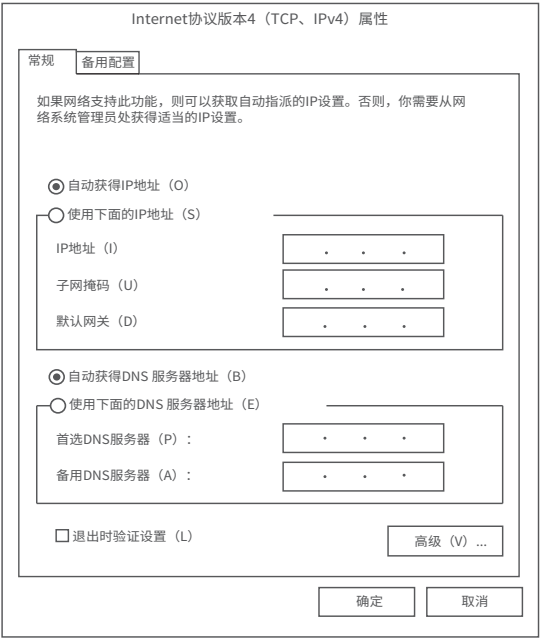 Internet协议版本4（TCP、IPv4）属性
常规
备用配置
如果网络支持此功能，则可以获取自动指派的IP设置。否则，你需要从网
络系统管理员处获得适当的IP设置。
自动获得IP地址（O）
使用下面的IP地址（S）
IP地址（I）
. . .
子网掩码（U）
. . .
默认网关（D）
. . .
自动获得DNS 服务器地址（B）
使用下面的DNS 服务器地址（E）
首选DNS服务器（P）：
. . .
备用DNS服务器（A）：
. . .
退出时验证设置（L）
高级（V）...
确定
取消